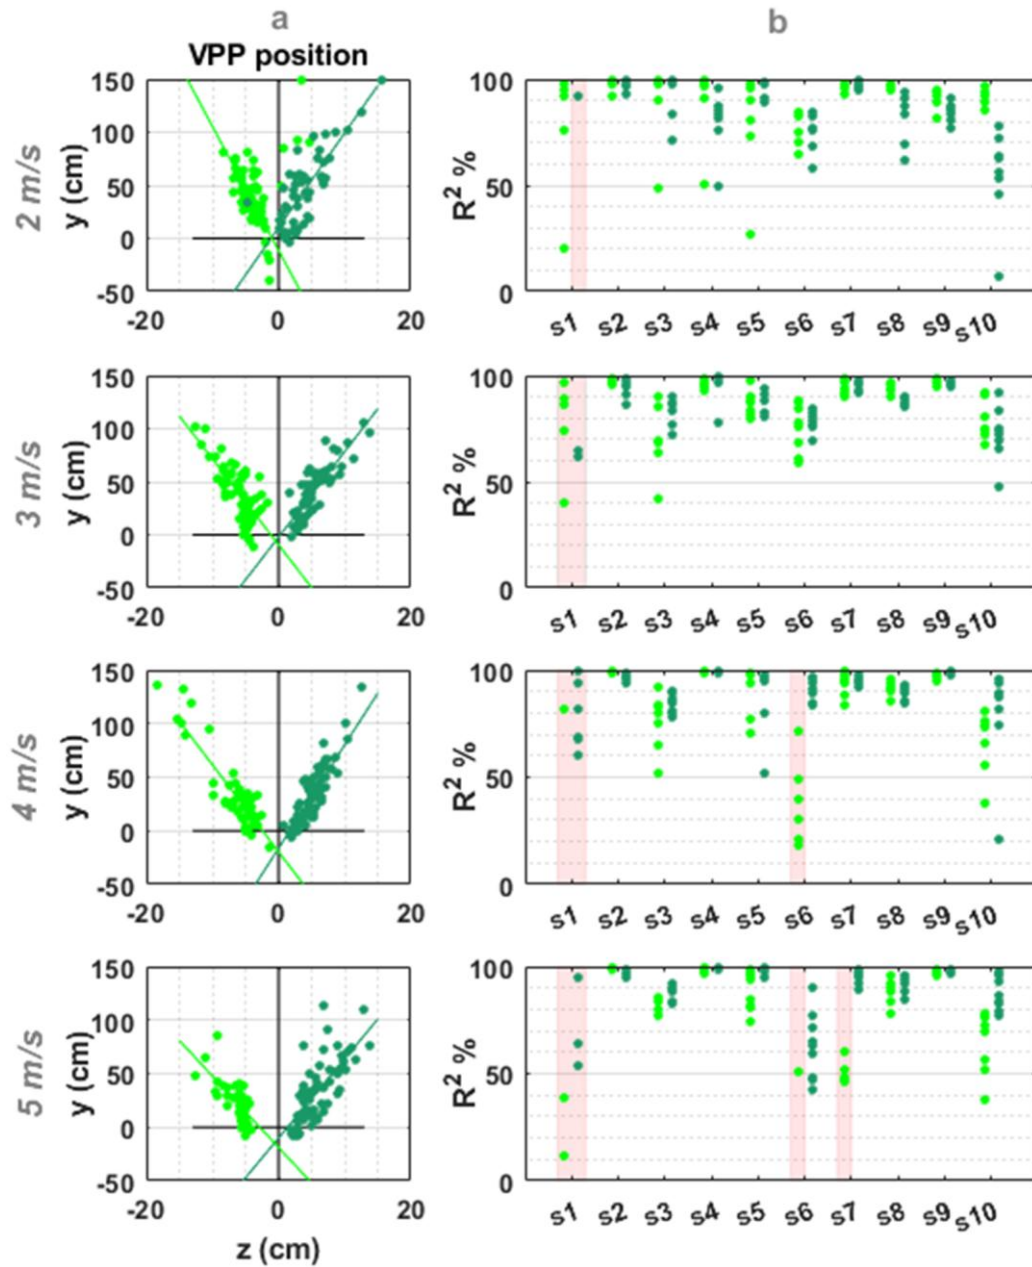 a
b
VPP position
2 m/s
y (cm)
150
100
50
0
-50
-20
0
20
R² %
100
50
0
s1
s2
s3
s4
s5
s6
s7
s8
s9
s10
3 m/s
y (cm)
150
100
50
0
-50
-20
0
20
R² %
100
50
0
s1
s2
s3
s4
s5
s6
s7
s8
s9
s10
4 m/s
y (cm)
150
100
50
0
-50
-20
0
20
R² %
100
50
0
s1
s2
s3
s4
s5
s6
s7
s8
s9
s10
5 m/s
y (cm)
150
100
50
0
-50
-20
0
20
z (cm)
R² %
100
50
0
s1
s2
s3
s4
s5
s6
s7
s8
s9
s10